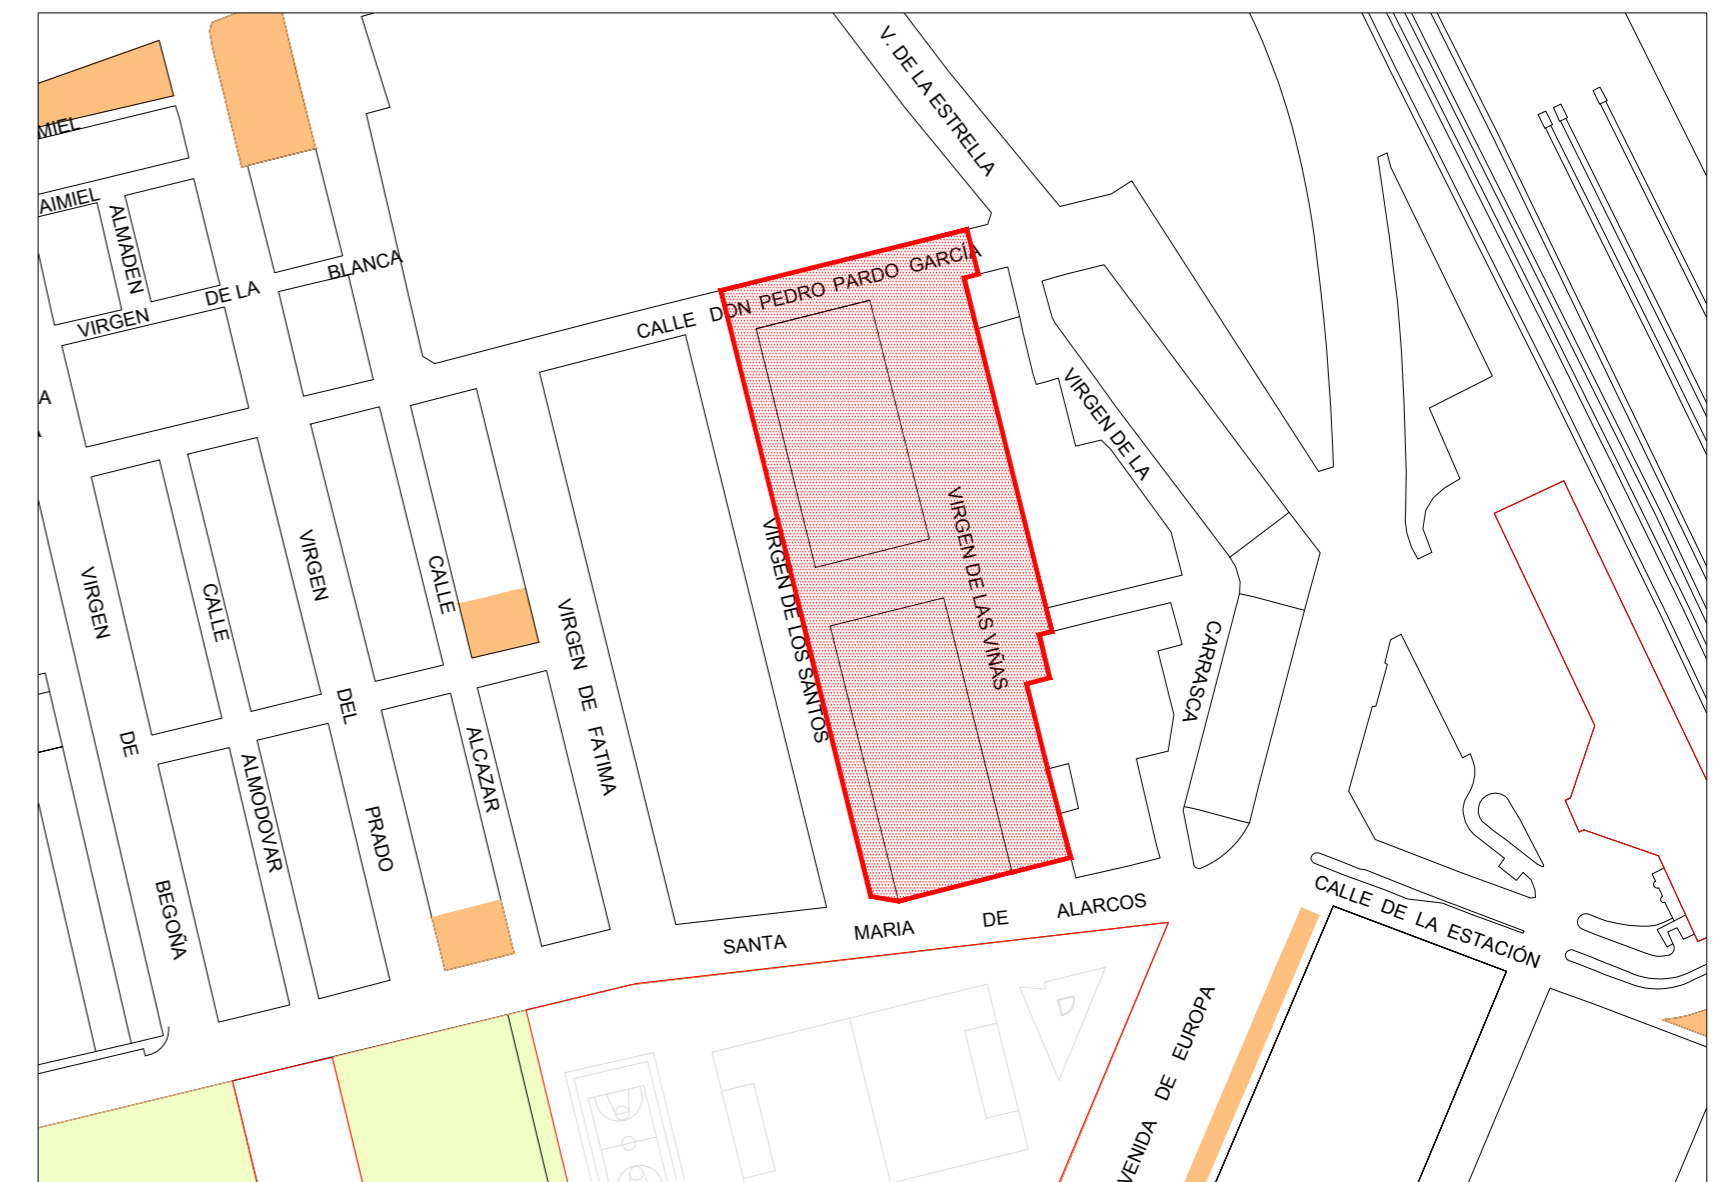 V. DE LA ESTRELLA
MIEL
AIMIEL
ALMADEN
VIRGEN DE LA BLANCA
CALLE DON PEDRO PARDO GARCÍA
A
VIRGEN DE LA CARRASCA
VIRGEN DE BEGOÑA
CALLE ALMODOVAR
VIRGEN DEL PRADO
CALLE ALCAZAR
VIRGEN DE FATIMA
VIRGEN DE LOS SANTOS
VIRGEN DE LAS VIÑAS
SANTA MARIA DE ALARCOS
CALLE DE LA ESTACIÓN
VENIDA DE EUROPA